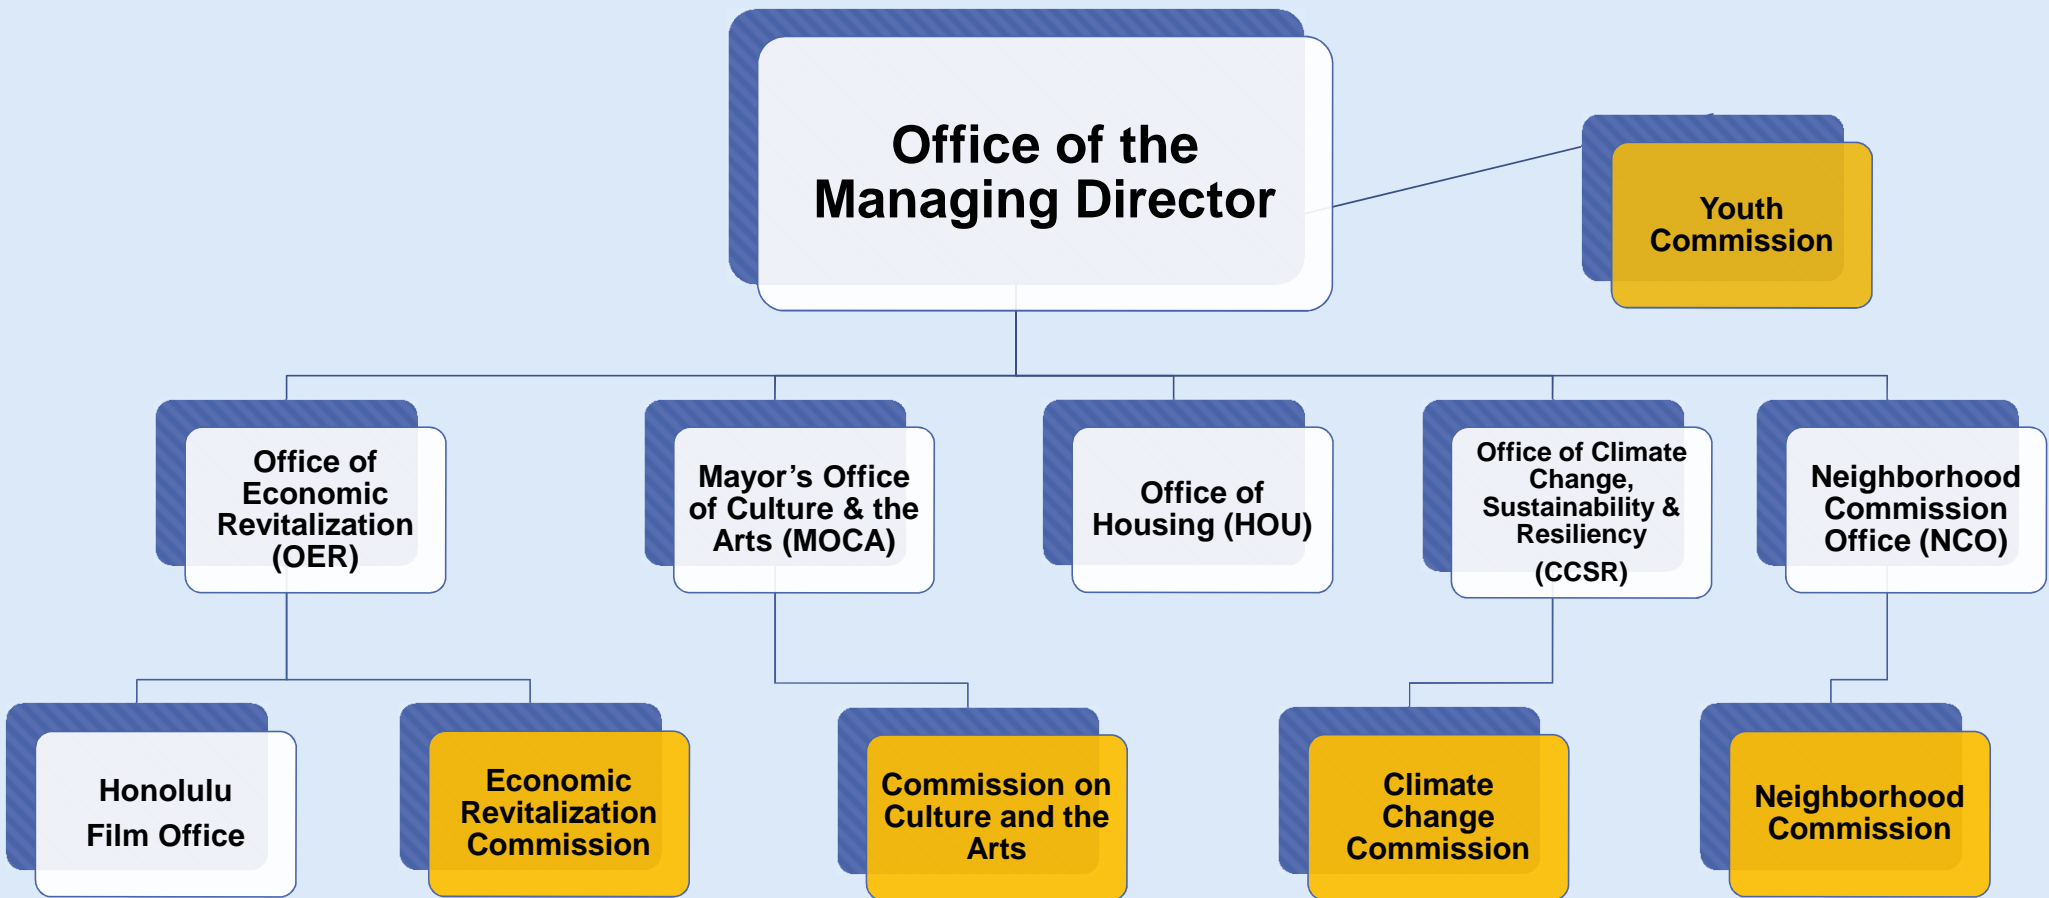 Office of the
Managing Director
Youth
Commission
Office of
Economic
Revitalization
(OER)
Mayor’s Office
of Culture & the
Arts (MOCA)
Office of
Housing (HOU)
Office of Climate
Change,
Sustainability &
Resiliency
(CCSR)
Neighborhood
Commission
Office (NCO)
Honolulu
Film Office
Economic
Revitalization
Commission
Commission on
Culture and the
Arts
Climate
Change
Commission
Neighborhood
Commission